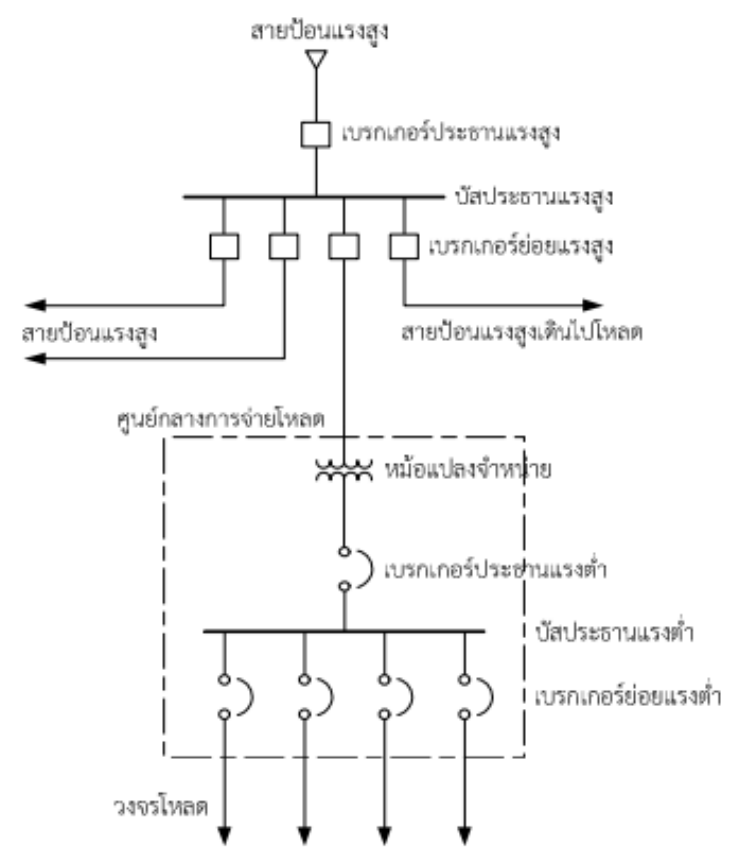 สายป้อนแรงสูง
เบรกเกอร์ประธานแรงสูง
บัสประธานแรงสูง
เบรกเกอร์ย่อยแรงสูง
สายป้อนแรงสูง
สายป้อนแรงสูงเดินไปโหลด
ศูนย์กลางการจ่ายโหลด
หม้อแปลงจำหน่าย
เบรกเกอร์ประธานแรงต่ำ
บัสประธานแรงต่ำ
เบรกเกอร์ย่อยแรงต่ำ
วงจรโหลด